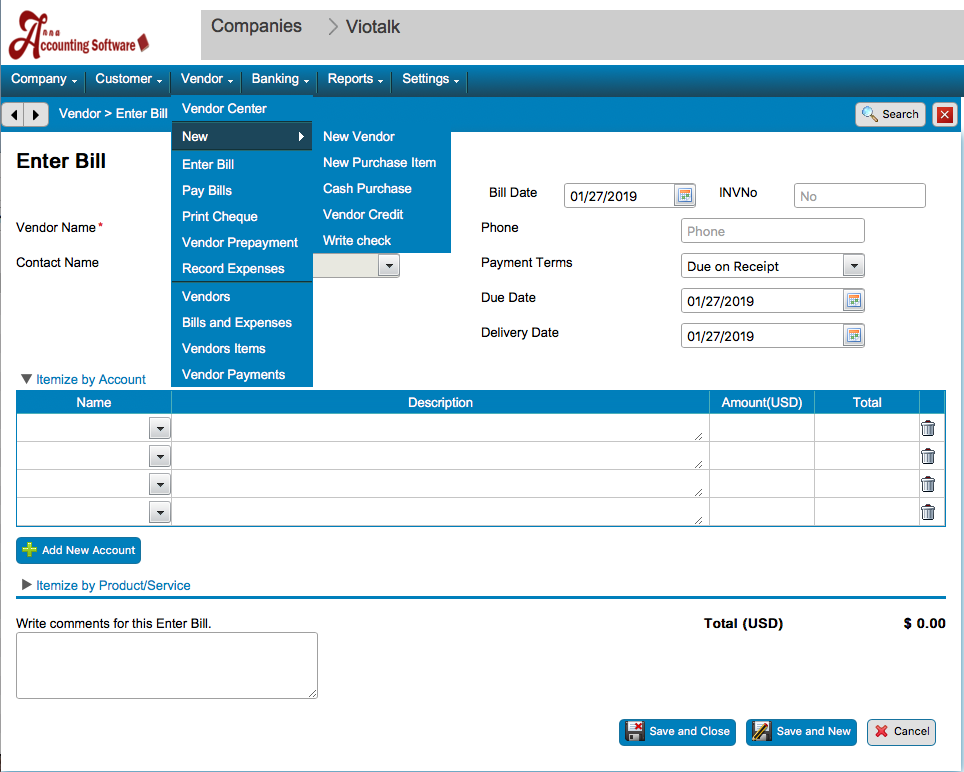 Anna
Accounting Software
Companies
Viotalk
Company
Customer
Vendor
Banking
Reports
Settings
Vendor > Enter Bill
Search
Vendor Center
New
Enter Bill
Pay Bills
Print Cheque
Vendor Prepayment
Record Expenses
Vendors
Bills and Expenses
Vendors Items
Vendor Payments
New Vendor
New Purchase Item
Cash Purchase
Vendor Credit
Write check
Enter Bill
Bill Date
01/27/2019
INVNo
No
Vendor Name*
Phone
Phone
Contact Name
Payment Terms
Due on Receipt
Due Date
01/27/2019
Delivery Date
01/27/2019
Itemize by Account
Name
Description
Amount(USD)
Total
Add New Account
Itemize by Product/Service
Write comments for this Enter Bill.
Total (USD)
$ 0.00
Save and Close
Save and New
Cancel